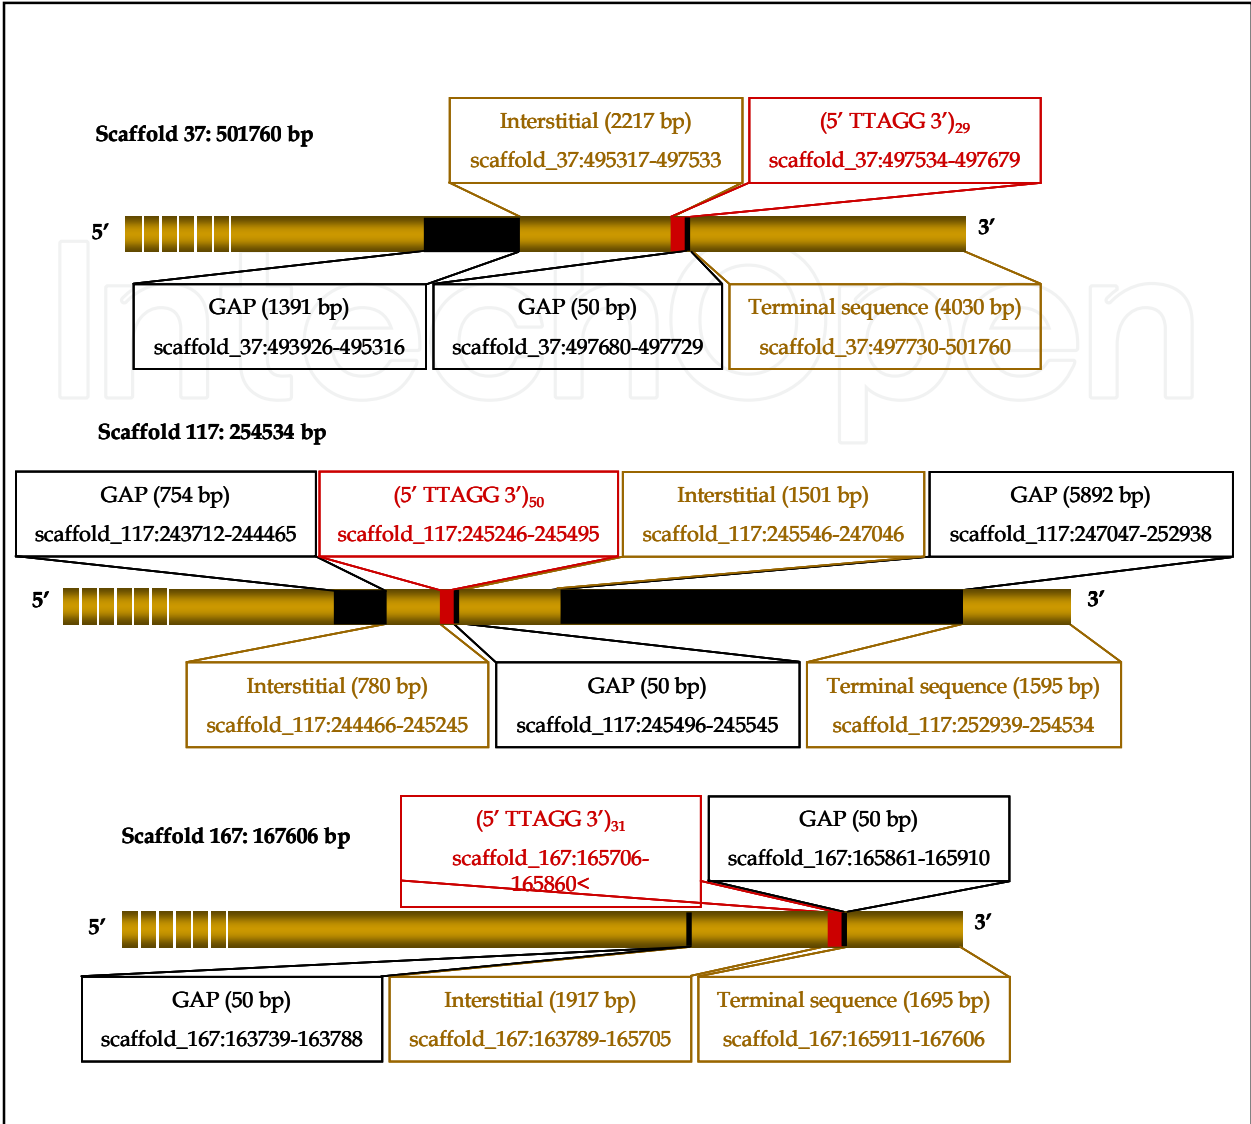 Scaffold 37: 501760 bp
Interstitial (2217 bp)
scaffold_37:495317-497533
(5′ TTAGG 3′)29
scaffold_37:497534-497679
5′
3′
GAP (1391 bp)
scaffold_37:493926-495316
GAP (50 bp)
scaffold_37:497680-497729
Terminal sequence (4030 bp)
scaffold_37:497730-501760
IntechOpen
Scaffold 117: 254534 bp
GAP (754 bp)
scaffold_117:243712-244465
(5′ TTAGG 3′)50
scaffold_117:245246-245495
Interstitial (1501 bp)
scaffold_117:245546-247046
GAP (5892 bp)
scaffold_117:247047-252938
5′
3′
Interstitial (780 bp)
scaffold_117:244466-245245
GAP (50 bp)
scaffold_117:245496-245545
Terminal sequence (1595 bp)
scaffold_117:252939-254534
Scaffold 167: 167606 bp
(5′ TTAGG 3′)31
scaffold_167:165706-
165860<
GAP (50 bp)
scaffold_167:165861-165910
5′
3′
GAP (50 bp)
scaffold_167:163739-163788
Interstitial (1917 bp)
scaffold_167:163789-165705
Terminal sequence (1695 bp)
scaffold_167:165911-167606